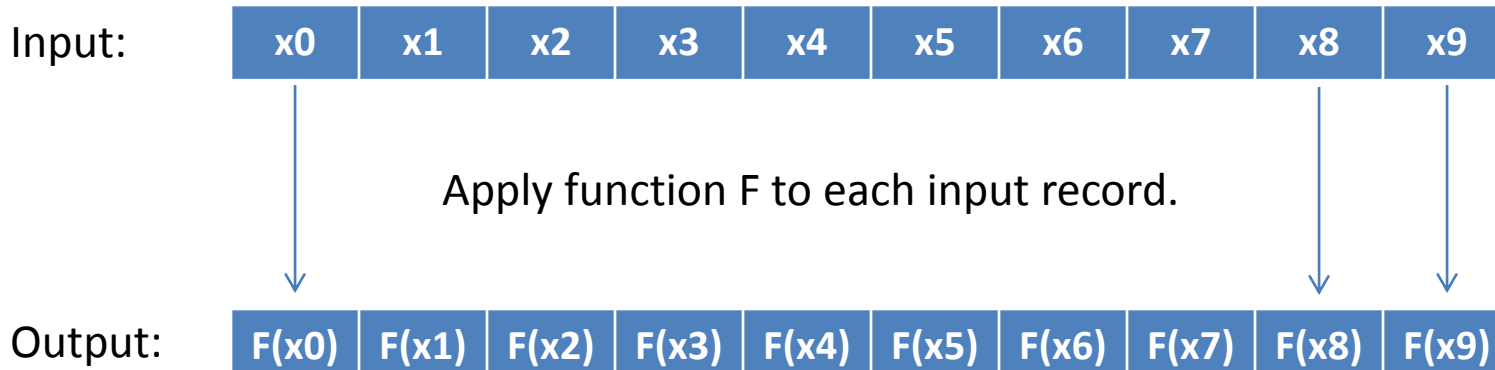 Input: x0 x1 x2 x3 x4 x5 x6 x7 x8 x9
Apply function F to each input record.
Output: F(x0) F(x1) F(x2) F(x3) F(x4) F(x5) F(x6) F(x7) F(x8) F(x9)